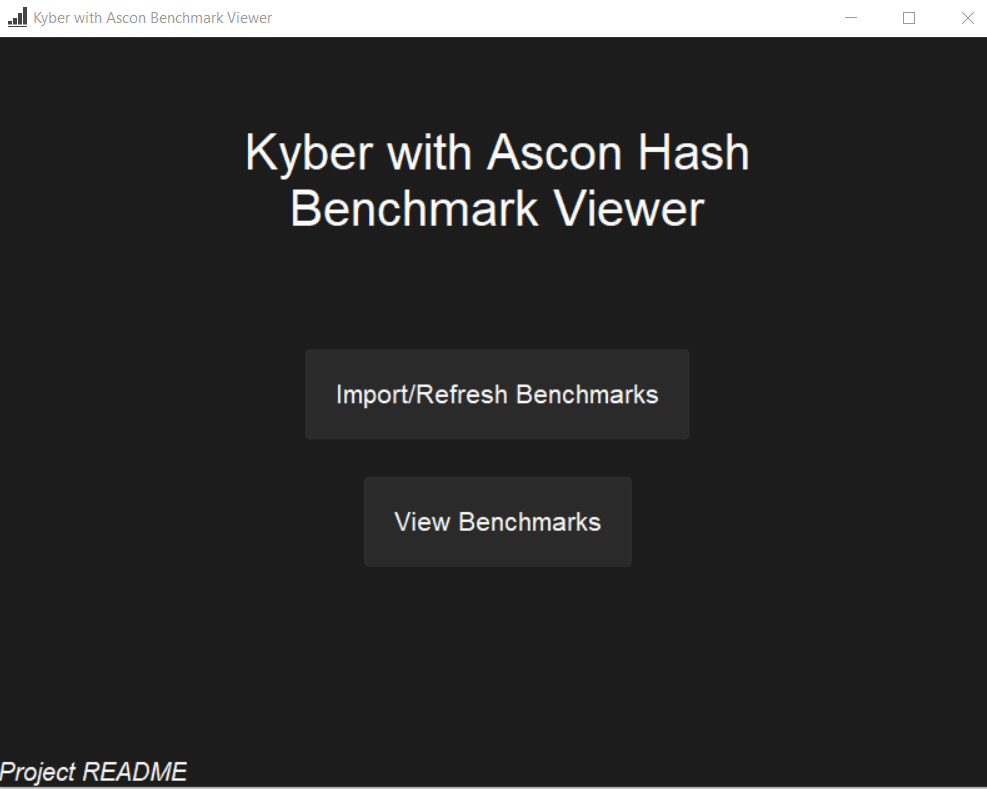 Kyber with Ascon Benchmark Viewer
Kyber with Ascon Hash
Benchmark Viewer
Import/Refresh Benchmarks
View Benchmarks
Project README